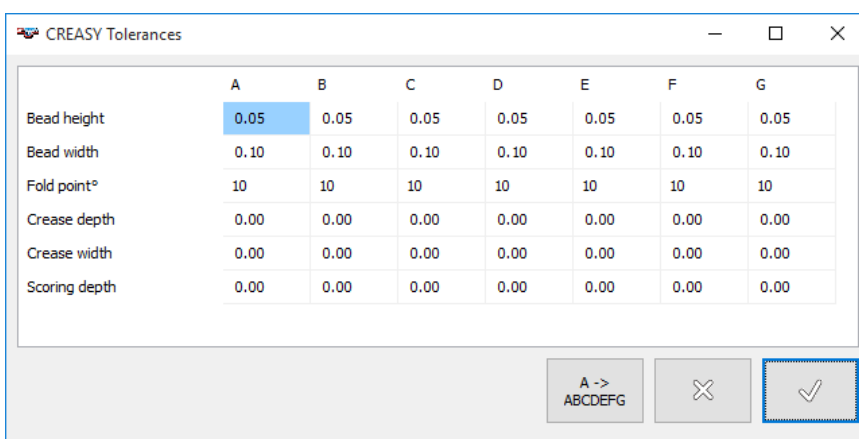 CREASY Tolerances
A B C D E F G
Bead height 0.05 0.05 0.05 0.05 0.05 0.05 0.05
Bead width 0.10 0.10 0.10 0.10 0.10 0.10 0.10
Fold point° 10 10 10 10 10 10 10
Crease depth 0.00 0.00 0.00 0.00 0.00 0.00 0.00
Crease width 0.00 0.00 0.00 0.00 0.00 0.00 0.00
Scoring depth 0.00 0.00 0.00 0.00 0.00 0.00 0.00
A ->
ABCDEFG